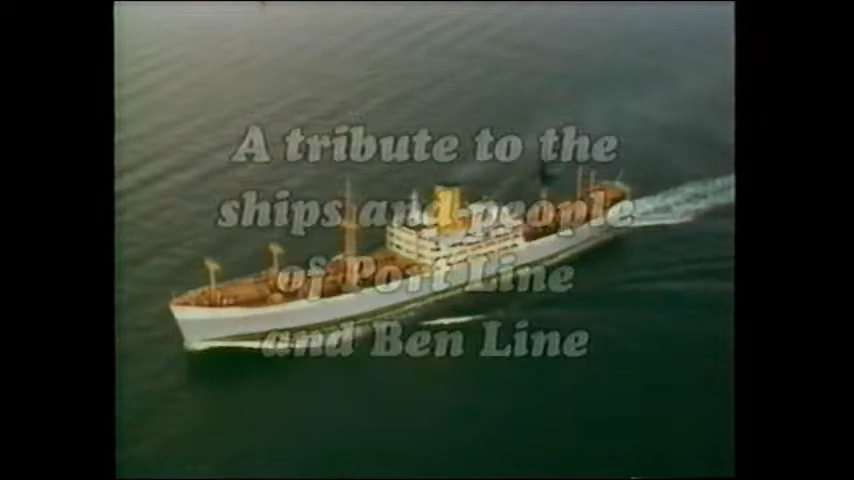 A tribute to the
ships and people
of Port Line
and Ben Line